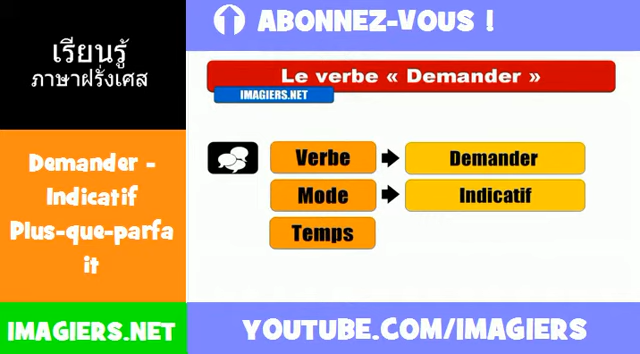 เรียนรู้
ภาษาฝรั่งเศส
Demander -
Indicatif
Plus-que-parfa
it
IMAGIERS.NET
ABONNEZ-VOUS !
Le verbe « Demander »
IMAGIERS.NET
Verbe Demander
Mode Indicatif
Temps
YOUTUBE.COM/IMAGIERS